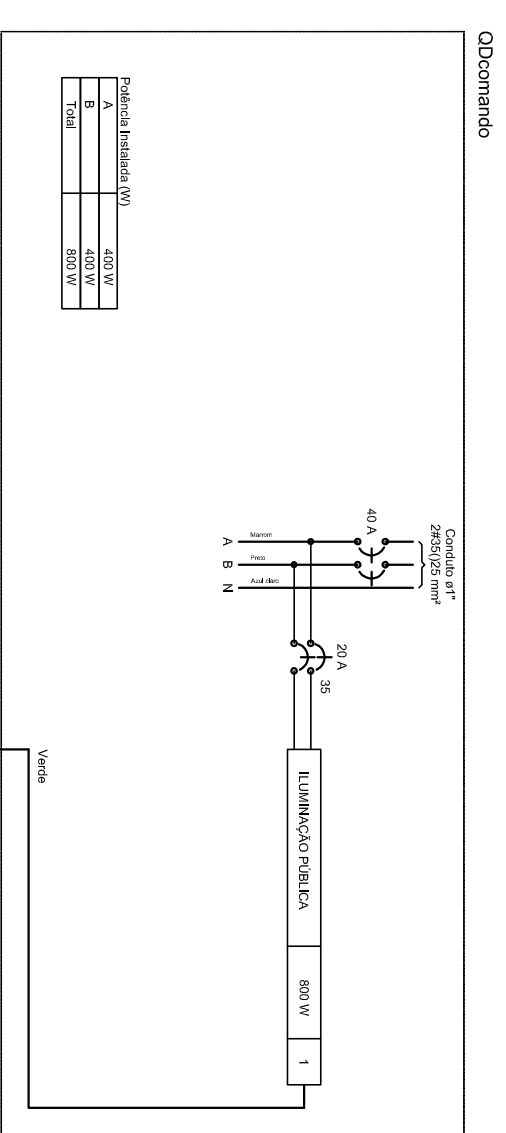 QDcomando
Potência Instalada (W)
A 400 W
B 400 W
Total 800 W
Conduto ø1"
2#35()25 mm²
40 A
Marrom
A
Preto
B
Azul claro
N
20 A
35
ILUMINAÇÃO PÚBLICA 800 W 1
Verde